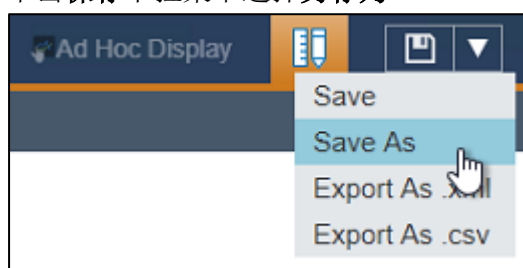 Ad Hoc Display
Save
Save As
Export As .xml
Export As .csv